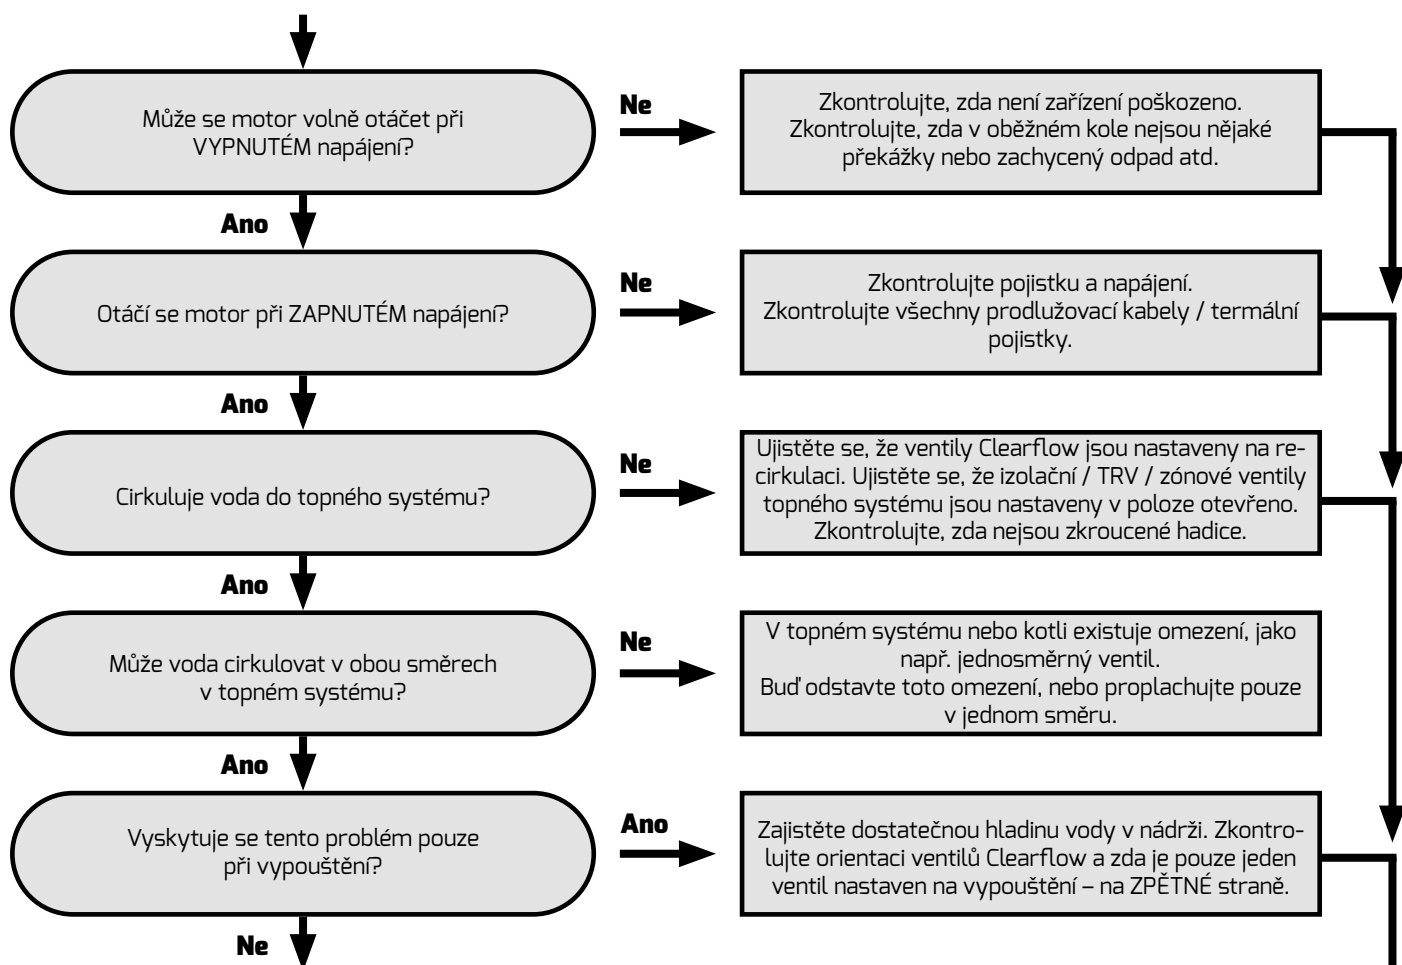 Může se motor volně otáčet při
VYPNUTÉM napájení?
Ne
Zkontrolujte, zda není zařízení poškozeno.
Zkontrolujte, zda v oběžném kole nejsou nějaké
překážky nebo zachycený odpad atd.
Ano
Otáčí se motor při ZAPNUTÉM napájení?
Ne
Zkontrolujte pojistku a napájení.
Zkontrolujte všechny prodlužovací kabely / termální
pojistky.
Ano
Cirkuluje voda do topného systému?
Ne
Ujistěte se, že ventily Clearflow jsou nastaveny na re-
cirkulaci. Ujistěte se, že izolační / TRV / zónové ventily
topného systému jsou nastaveny v poloze otevřeno.
Zkontrolujte, zda nejsou zkroucené hadice.
Ano
Může voda cirkulovat v obou směrech
v topném systému?
Ne
V topném systému nebo kotli existuje omezení, jako
např. jednosměrný ventil.
Buď odstavte toto omezení, nebo proplachujte pouze
v jednom směru.
Ano
Vyskytuje se tento problém pouze
při vypouštění?
Ano
Zajistěte dostatečnou hladinu vody v nádrži. Zkontro-
lujte orientaci ventilů Clearflow a zda je pouze jeden
ventil nastaven na vypouštění – na ZPĚTNÉ straně.
Ne